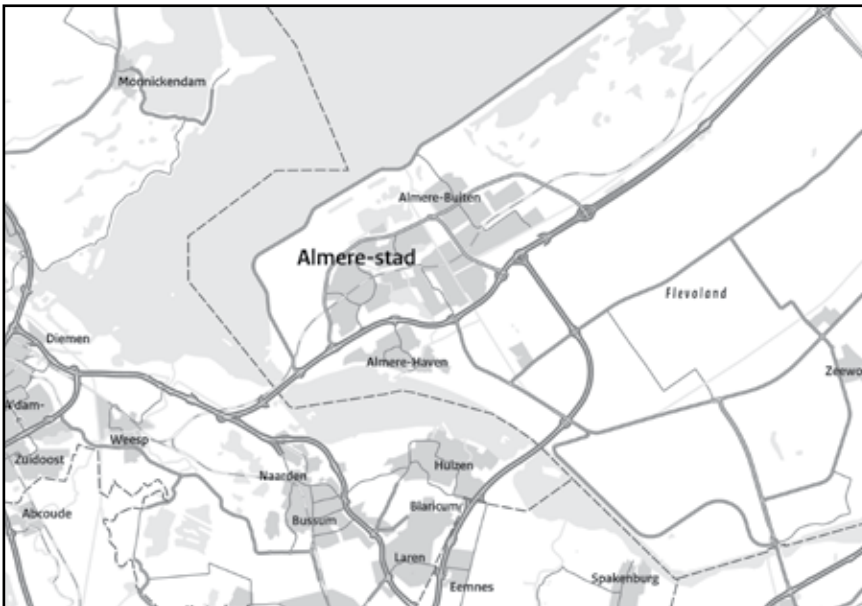 Monnickendam
Almere-Buiten
Almere-stad
Flevoland
Diemen
Almere-Haven
Zeewo
A'dam-
Zuidoost
Weesp
Naarden
Huizen
Abcoude
Bussum
Blaricum
Laren
Eemnes
Spakenburg